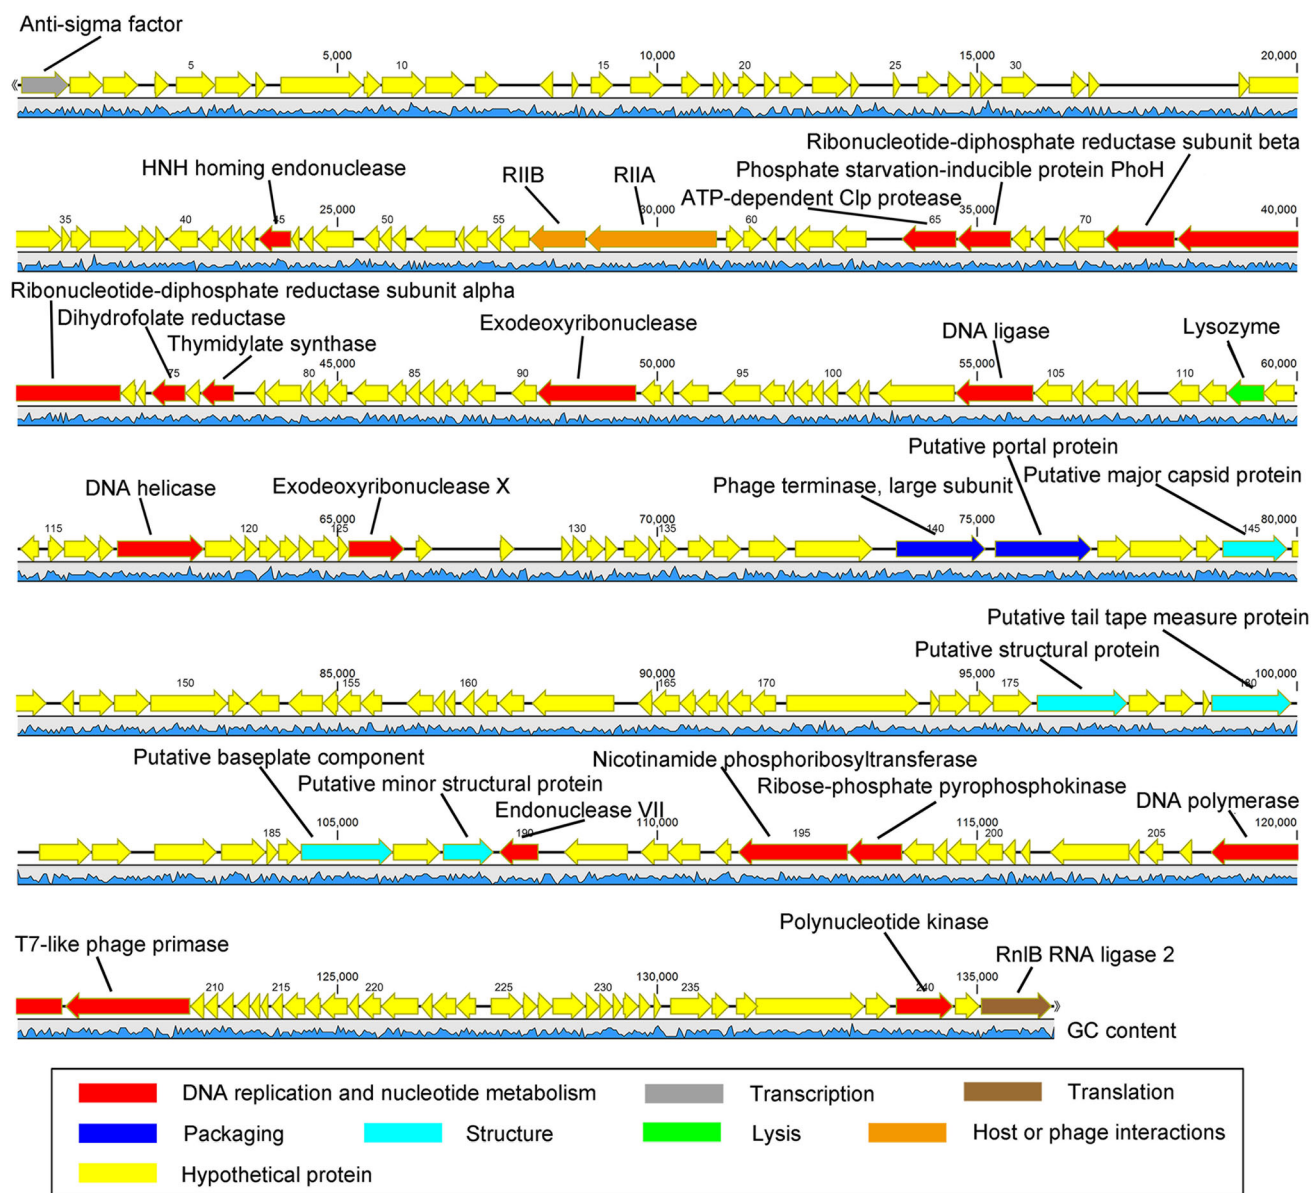 Anti-sigma factor
5 5,000 10 15 10,000 20 25 15,000 30 20,000
Ribonucleotide-diphosphate reductase subunit beta
HNH homing endonuclease
Phosphate starvation-inducible protein PhoH
RIIB
RIIA
ATP-dependent Clp protease
35 40 45 25,000 50 55 30,000 60 65 35,000 70 40,000
Ribonucleotide-diphosphate reductase subunit alpha
Dihydrofolate reductase
Exodeoxyribonuclease
Thymidylate synthase
DNA ligase
Lysozyme
75 80 45,000 85 90 50,000 95 100 55,000 105 110 60,000
Putative portal protein
DNA helicase
Exodeoxyribonuclease X
Phage terminase, large subunit
Putative major capsid protein
115 120 65,000 125 130 70,000 135 140 75,000 145 80,000
Putative tail tape measure protein
Putative structural protein
150 85,000 155 160 90,000 165 170 95,000 175 180 100,000
Putative baseplate component
Nicotinamide phosphoribosyltransferase
Putative minor structural protein
Ribose-phosphate pyrophosphokinase
Endonuclease VII
DNA polymerase
185 105,000 190 110,000 195 115,000 200 205 120,000
T7-like phage primase
Polynucleotide kinase
RnlB RNA ligase 2
210 215 125,000 220 225 230 130,000 235 240 135,000
GC content
DNA replication and nucleotide metabolism
Transcription
Translation
Packaging
Structure
Lysis
Host or phage interactions
Hypothetical protein